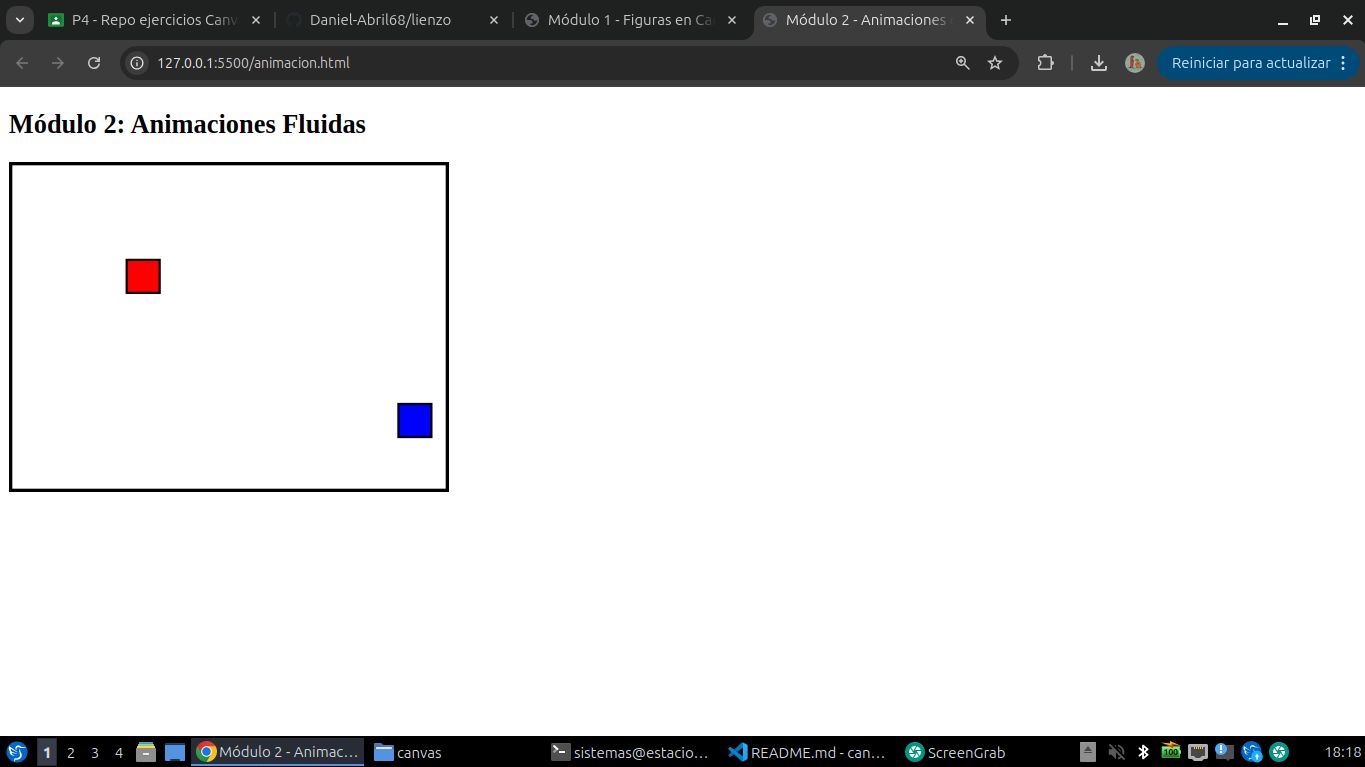 P4 - Repo ejercicios Canv
Daniel-Abril68/lienzo
Módulo 1 - Figuras en Ca
Módulo 2 - Animaciones
127.0.0.1:5500/animacion.html
Reiniciar para actualizar
Módulo 2: Animaciones Fluidas
1 2 3 4
Módulo 2 - Animac...
canvas
sistemas@estacio...
README.md - can...
ScreenGrab
100
18:18